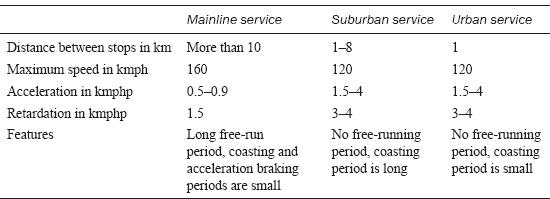 Mainline service Suburban service Urban service
Distance between stops in km More than 10 1–8 1
Maximum speed in kmph 160 120 120
Acceleration in kmphp 0.5–0.9 1.5–4 1.5–4
Retardation in kmphp 1.5 3–4 3–4
Features Long free-run No free-running No free-running
period, coasting and period, coasting period, coasting
acceleration braking period is long period is small
periods are small